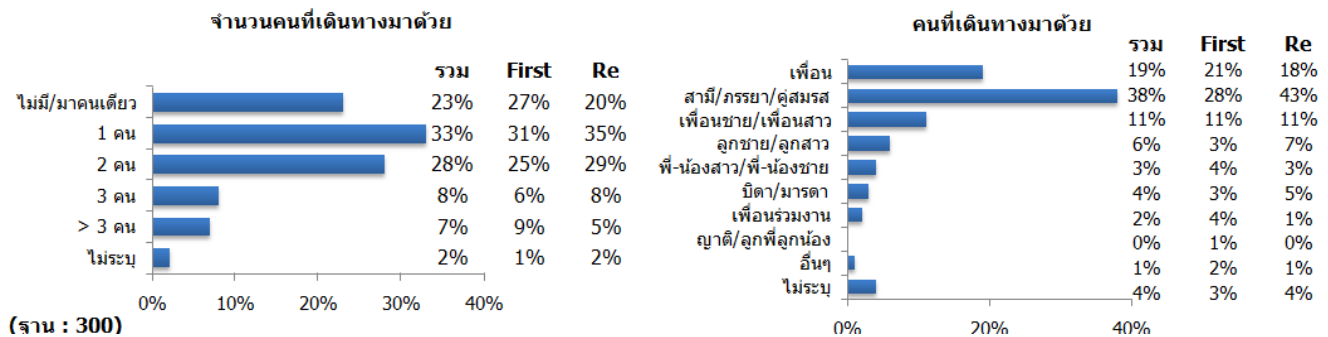 จำนวนคนที่เดินทางมาด้วย
รวม First Re
ไม่มี/มาคนเดียว 23% 27% 20%
1 คน 33% 31% 35%
2 คน 28% 25% 29%
3 คน 8% 6% 8%
> 3 คน 7% 9% 5%
ไม่ระบุ 2% 1% 2%
0% 10% 20% 30% 40%
(ฐาน : 300)
คนที่เดินทางมาด้วย
รวม First Re
เพื่อน 19% 21% 18%
สามี/ภรรยา/คู่สมรส 38% 28% 43%
เพื่อนชาย/เพื่อนสาว 11% 11% 11%
ลูกชาย/ลูกสาว 6% 3% 7%
พี่-น้องสาว/พี่-น้องชาย 3% 4% 3%
บิดา/มารดา 4% 3% 5%
เพื่อนร่วมงาน 2% 4% 1%
ญาติ/ลูกพี่ลูกน้อง 0% 1% 0%
อื่นๆ 1% 2% 1%
ไม่ระบุ 4% 3% 4%
0% 20% 40%